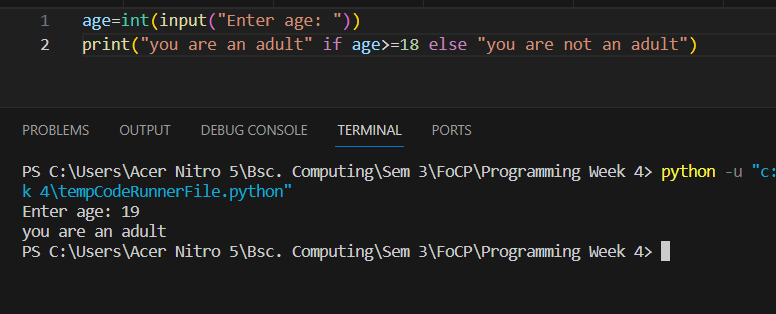 1 age=int(input("Enter age: "))
2 print("you are an adult" if age>=18 else "you are not an adult")
PROBLEMS OUTPUT DEBUG CONSOLE TERMINAL PORTS
PS C:\Users\Acer Nitro 5\Bsc. Computing\Sem 3\FoCP\Programming Week 4> python -u "c:
k 4\tempCodeRunnerFile.python"
Enter age: 19
you are an adult
PS C:\Users\Acer Nitro 5\Bsc. Computing\Sem 3\FoCP\Programming Week 4>